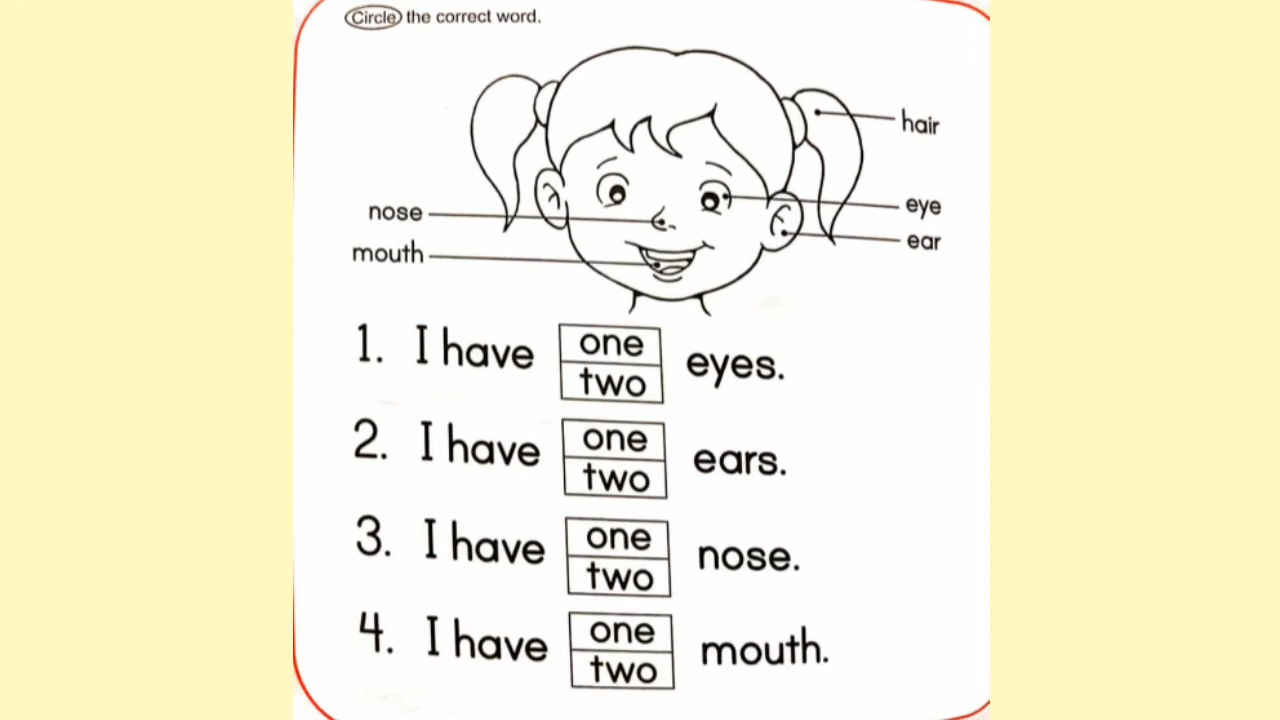 Circle the correct word.
hair
nose
eye
mouth
ear
1. I have one two eyes.
2. I have one two ears.
3. I have one two nose.
4. I have one two mouth.